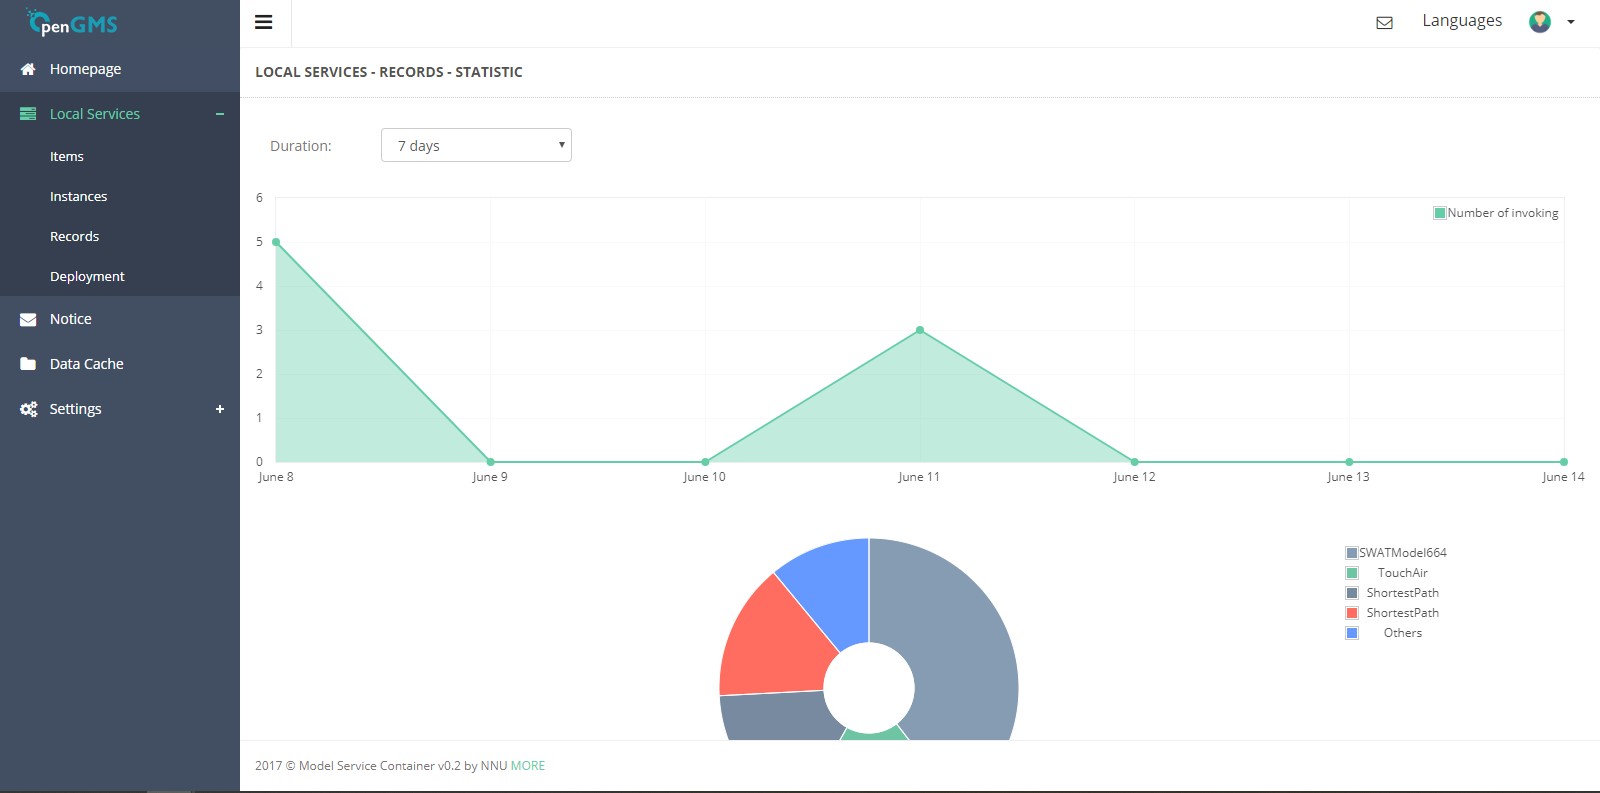 OpenGMS
Languages
Homepage
LOCAL SERVICES - RECORDS - STATISTIC
Local Services
Duration:
7 days
Items
Instances
Records
Deployment
Notice
Data Cache
Settings
6
5
4
3
2
1
0
Number of invoking
June 8
June 9
June 10
June 11
June 12
June 13
June 14
SWATModel664
TouchAir
ShortestPath
ShortestPath
Others
2017 © Model Service Container v0.2 by NNU MORE